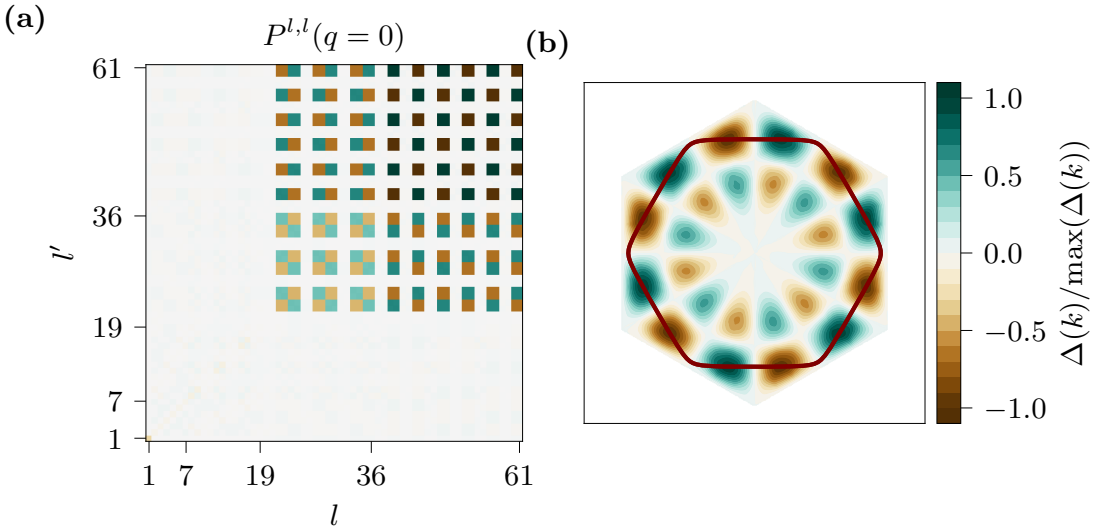 (a)
P^{l,l}(q = 0)
61
36
19
7
1
l′
1 7 19 36 61
l
(b)
1.0
0.5
0.0
−0.5
−1.0
Δ(k)/max(Δ(k))